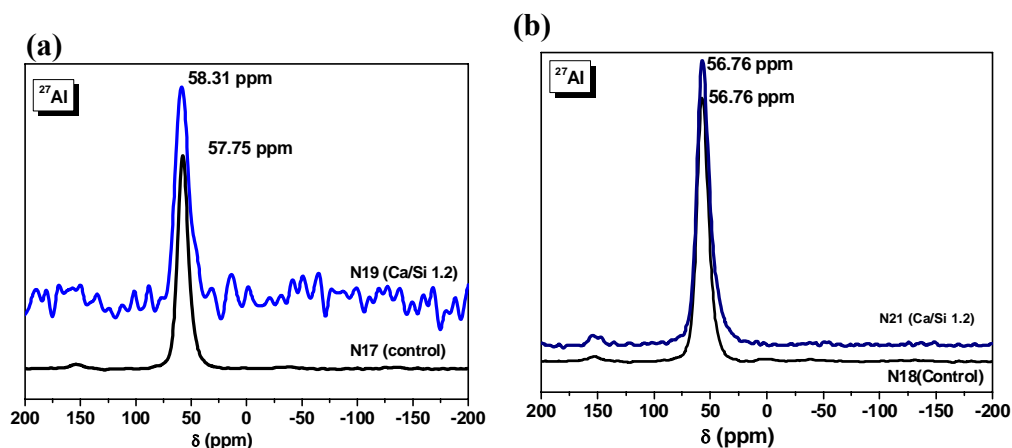 (a)
27Al
58.31 ppm
57.75 ppm
N19 (Ca/Si 1.2)
N17 (control)
200 150 100 50 0 -50 -100 -150 -200
δ (ppm)
(b)
27Al
56.76 ppm
56.76 ppm
N21 (Ca/Si 1.2)
N18(Control)
200 150 100 50 0 -50 -100 -150 -200
δ (ppm)